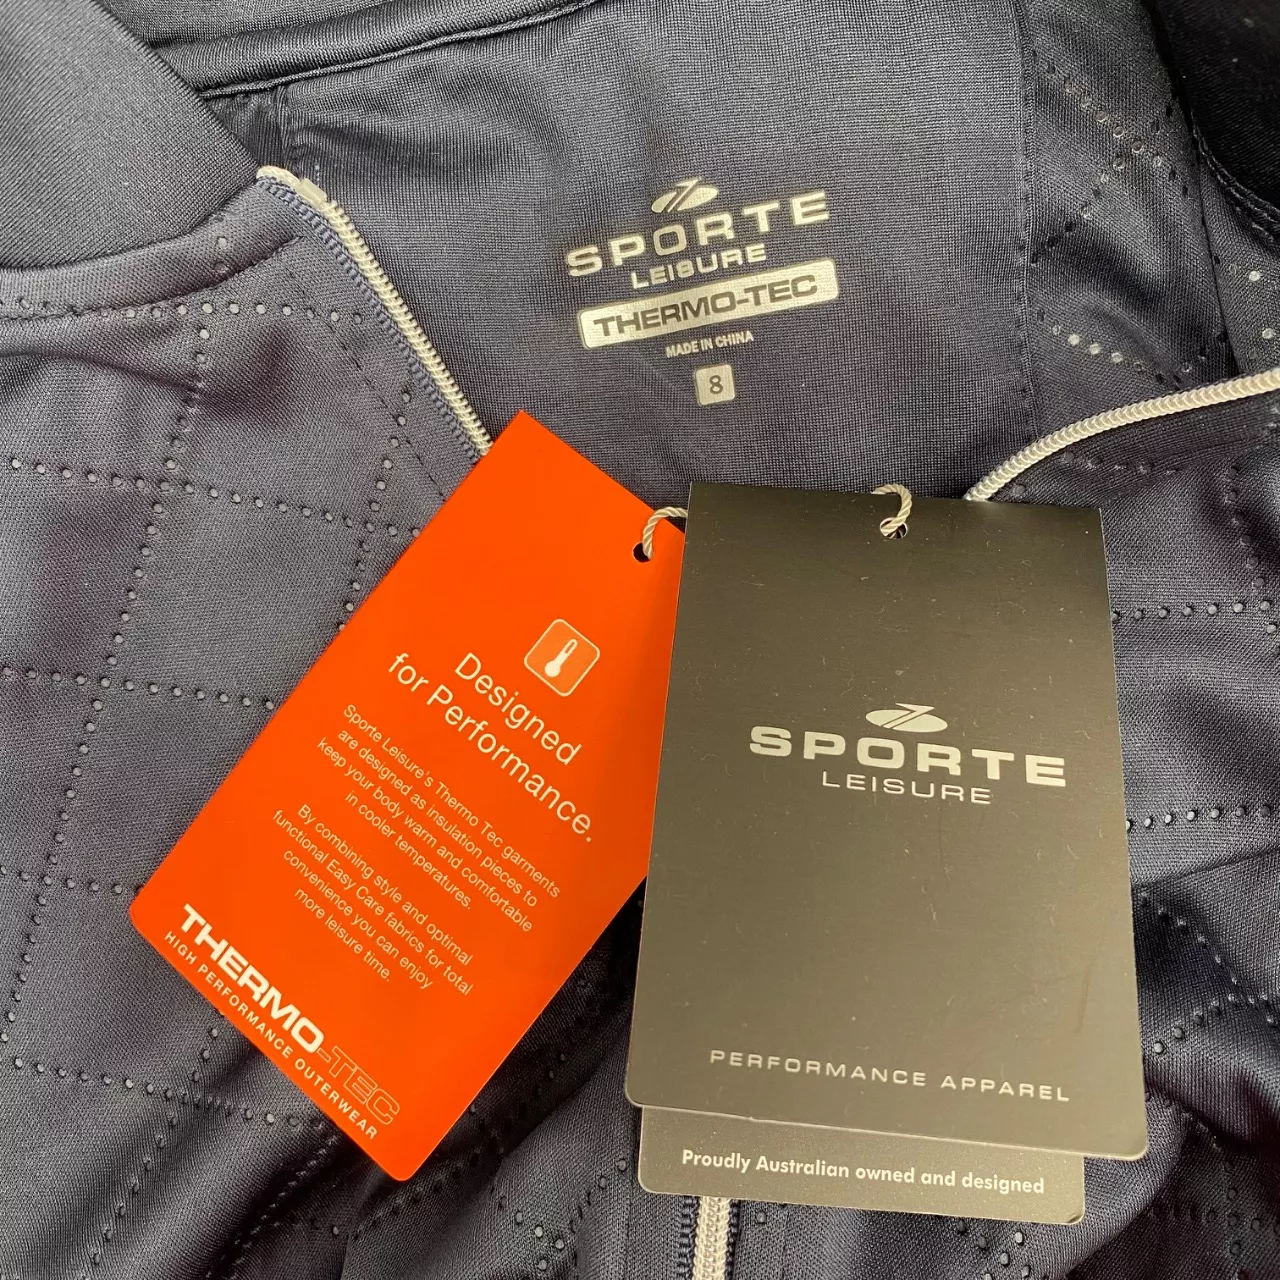 SPORTE
LEISURE
THERMO-TEC
MADE IN CHINA
8
Designed
for Performance.
Sporte Leisure's Thermo Tec garments
are designed as insulation pieces to
keep your body warm and comfortable
in cooler temperatures.
By combining style and optimal
functional Easy Care fabrics for total
convenience you can enjoy
more leisure time.
THERMO-TEC
HIGH PERFORMANCE OUTERWEAR
SPORTE
LEISURE
PERFORMANCE APPAREL
Proudly Australian owned and designed